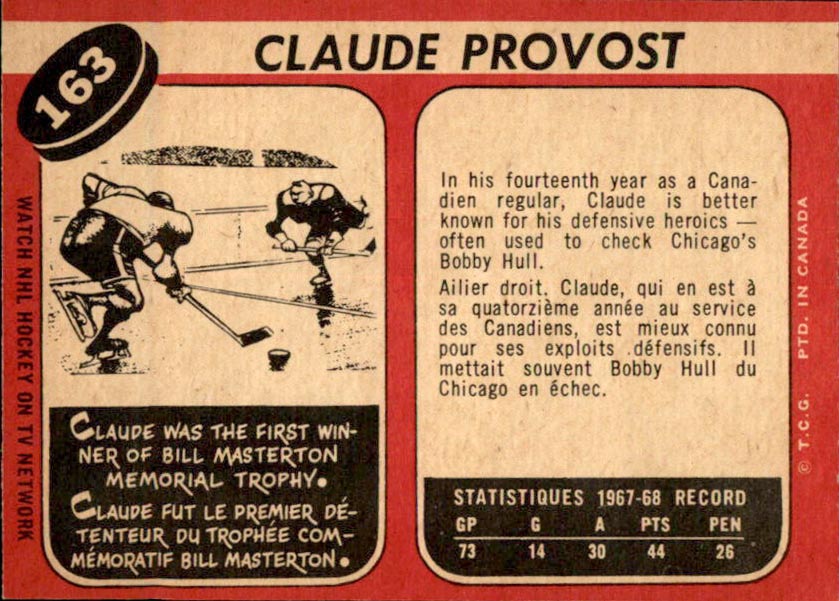 CLAUDE PROVOST
163
WATCH NHL HOCKEY ON TV NETWORK
CLAUDE WAS THE FIRST WIN-
NER OF BILL MASTERTON
MEMORIAL TROPHY.
CLAUDE FUT LE PREMIER DÉ-
TENTEUR DU TROPHÉE COM-
MÉMORATIF BILL MASTERTON.
In his fourteenth year as a Cana-
dien regular, Claude is better
known for his defensive heroics —
often used to check Chicago's
Bobby Hull.
Ailier droit. Claude, qui en est à
sa quatorzième année au service
des Canadiens, est mieux connu
pour ses exploits défensifs. Il
mettait souvent Bobby Hull du
Chicago en échec.
STATISTIQUES 1967-68 RECORD
GP G A PTS PEN
73 14 30 44 26
© T.C.G. PTD. IN CANADA